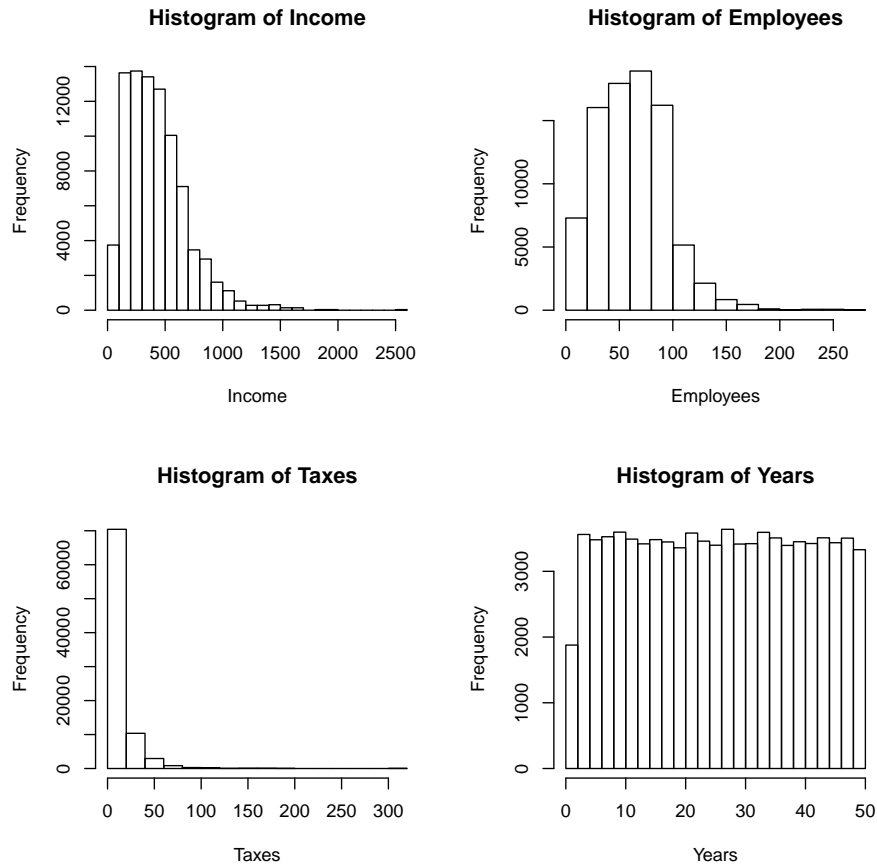 Histogram of Income
Frequency
0
4000
8000
12000
0 500 1000 1500 2000 2500
Income
Histogram of Employees
Frequency
0
5000
10000
0 50 100 150 200 250
Employees
Histogram of Taxes
Frequency
0
20000
40000
60000
0 50 100 150 200 250 300
Taxes
Histogram of Years
Frequency
0
1000
2000
3000
0 10 20 30 40 50
Years